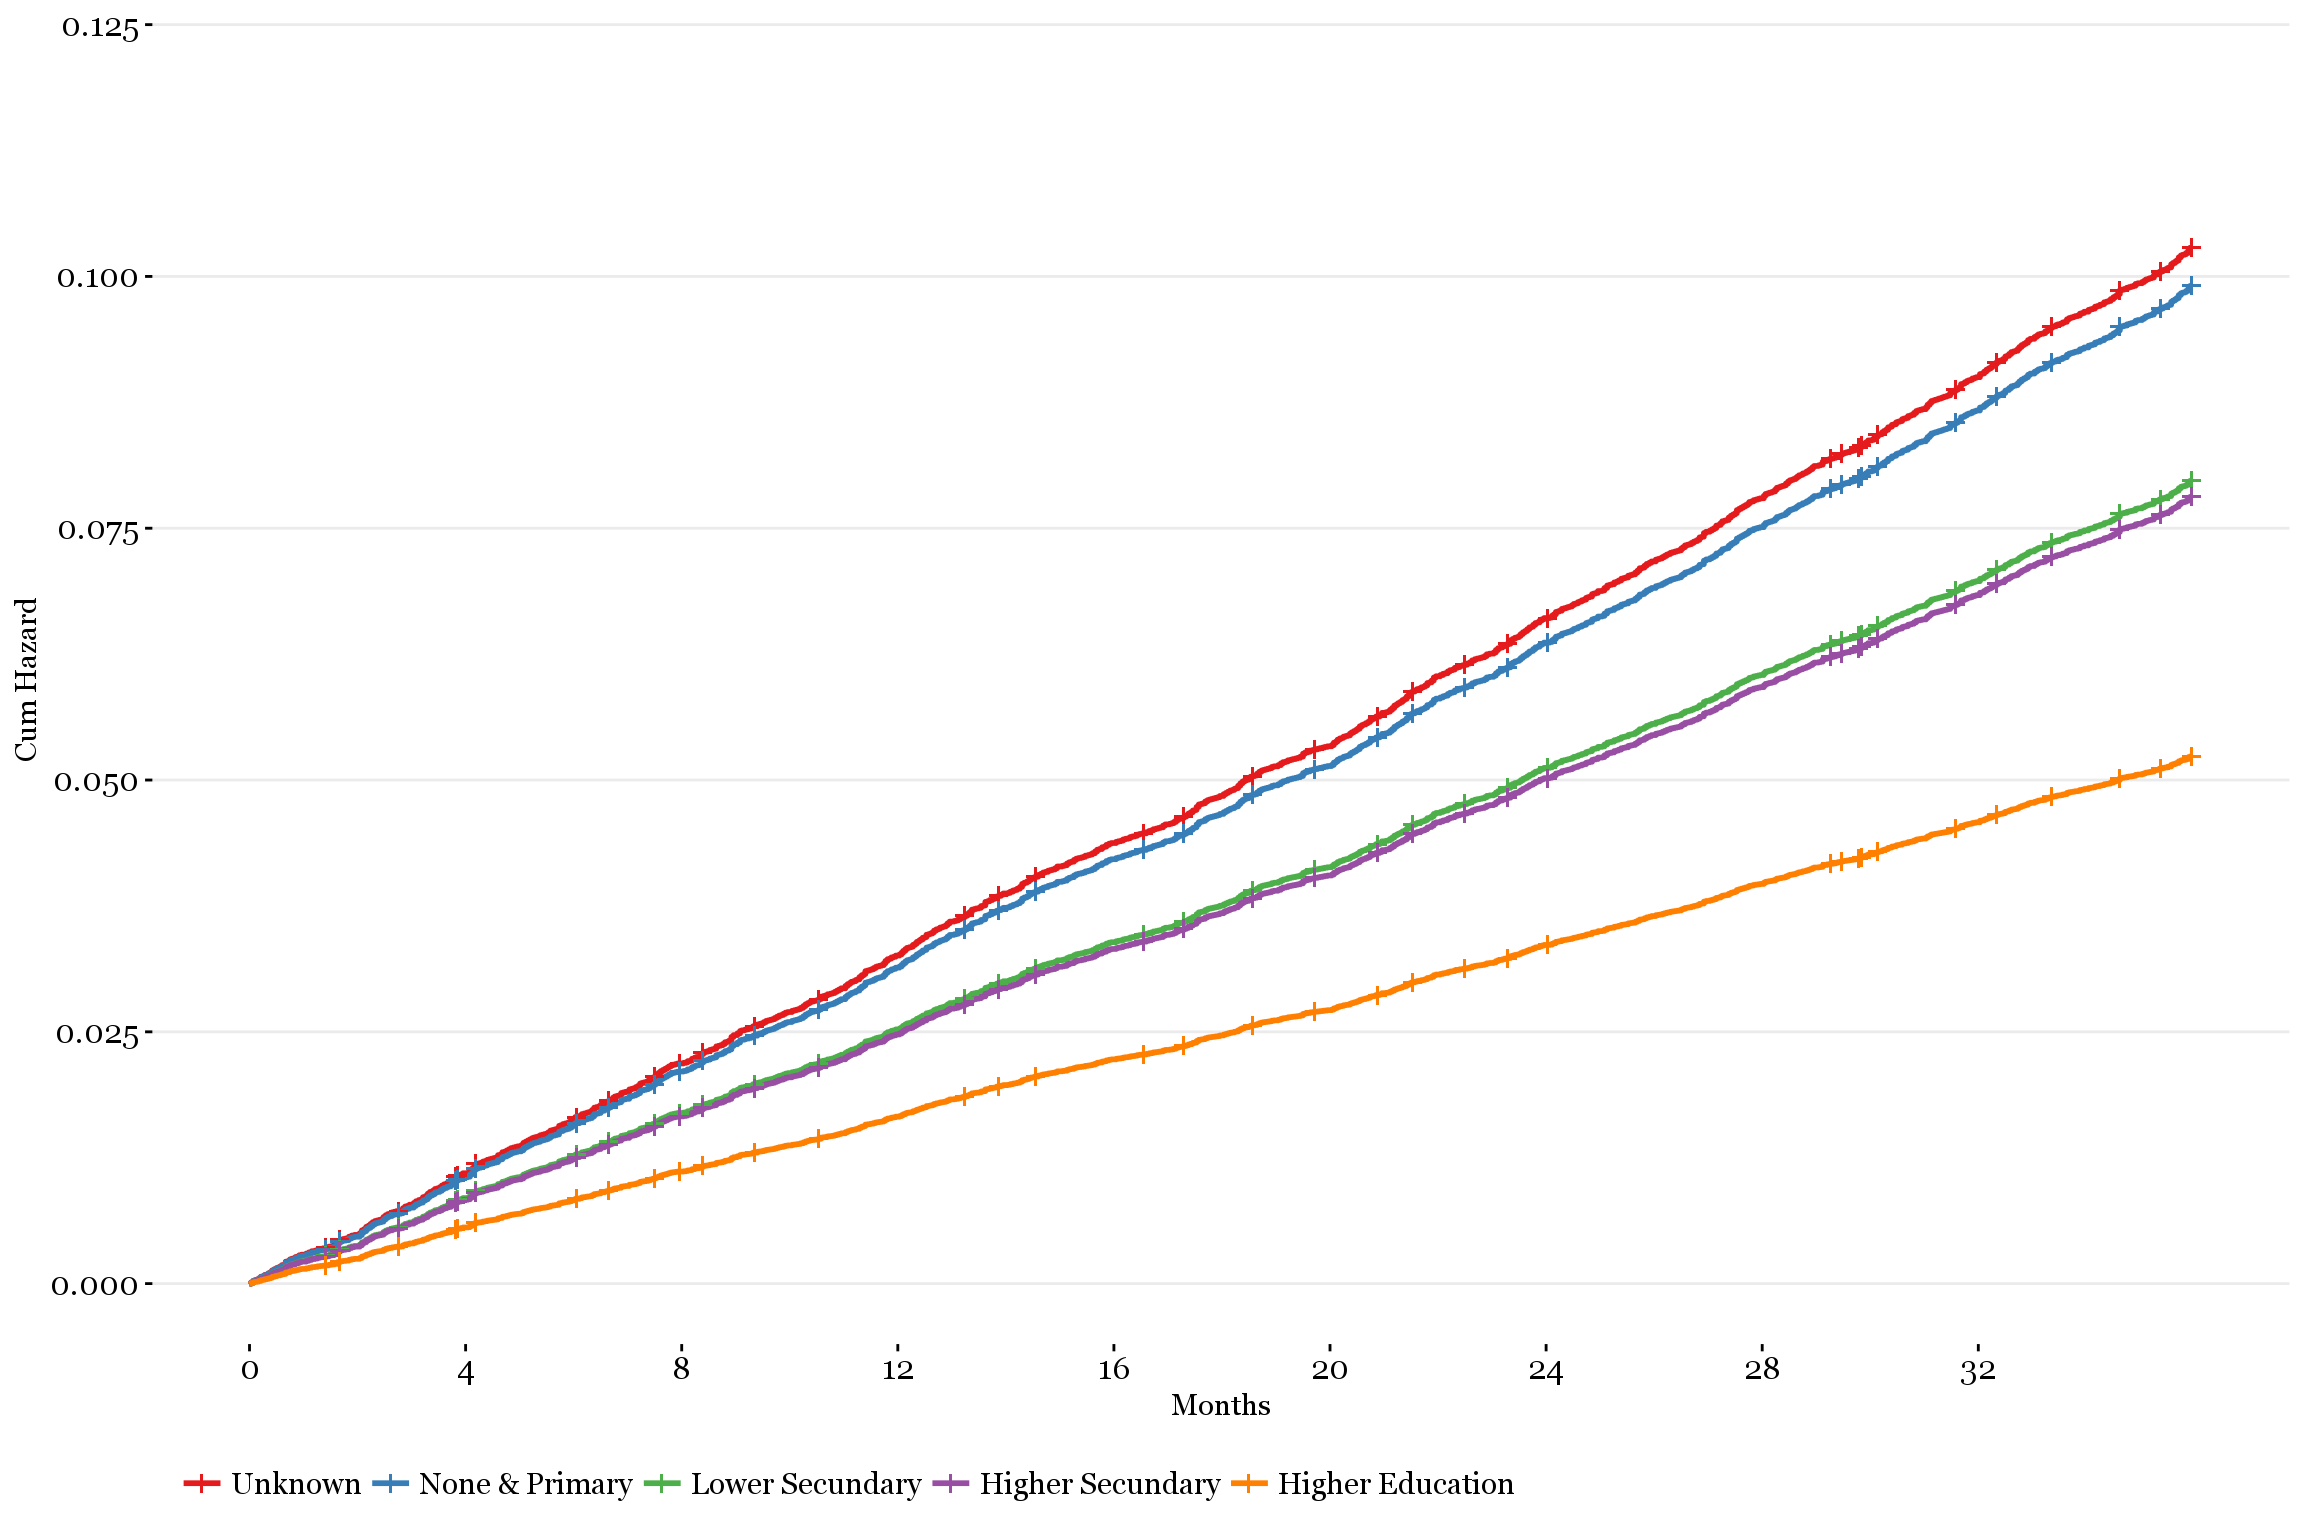 0.125
0.100
0.075
0.050
0.025
0.000
Cum Hazard
0 4 8 12 16 20 24 28 32
Months
Unknown None & Primary Lower Secundary Higher Secundary Higher Education